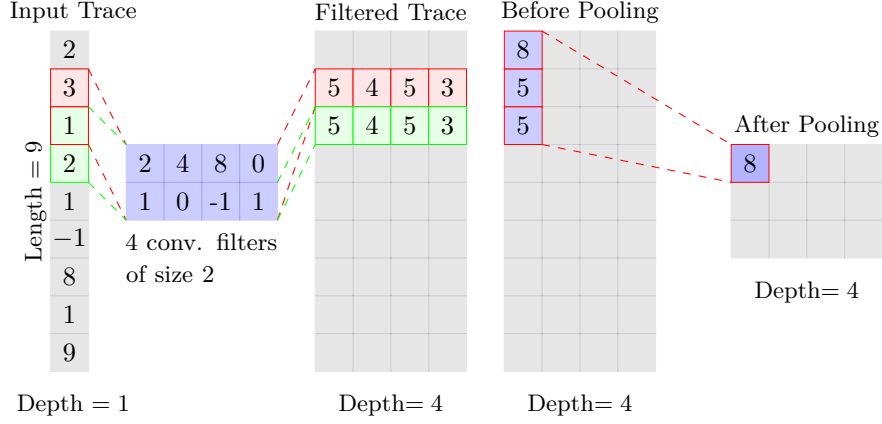 Input Trace
Length = 9
2
3
1
2
1
−1
8
1
9
Depth = 1
2 4 8 0
1 0 -1 1
4 conv. filters
of size 2
Filtered Trace
5 4 5 3
5 4 5 3
Depth= 4
Before Pooling
8
5
5
Depth= 4
After Pooling
8
Depth= 4